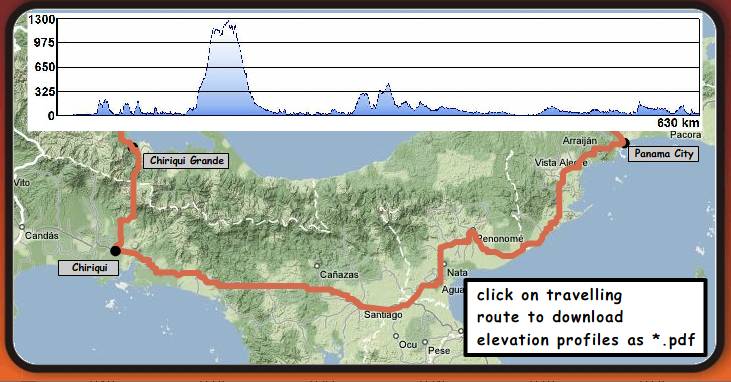 1300
975
650
325
0
630 km
Pacora
Arraiján
Panama City
Chiriqui Grande
Vista Alegre
Vito
Candás
Penonomé
Chiriqui
Cañazas
Nata
Agua
Santiago
Ocu
Pese
click on travelling
route to download
elevation profiles as *.pdf